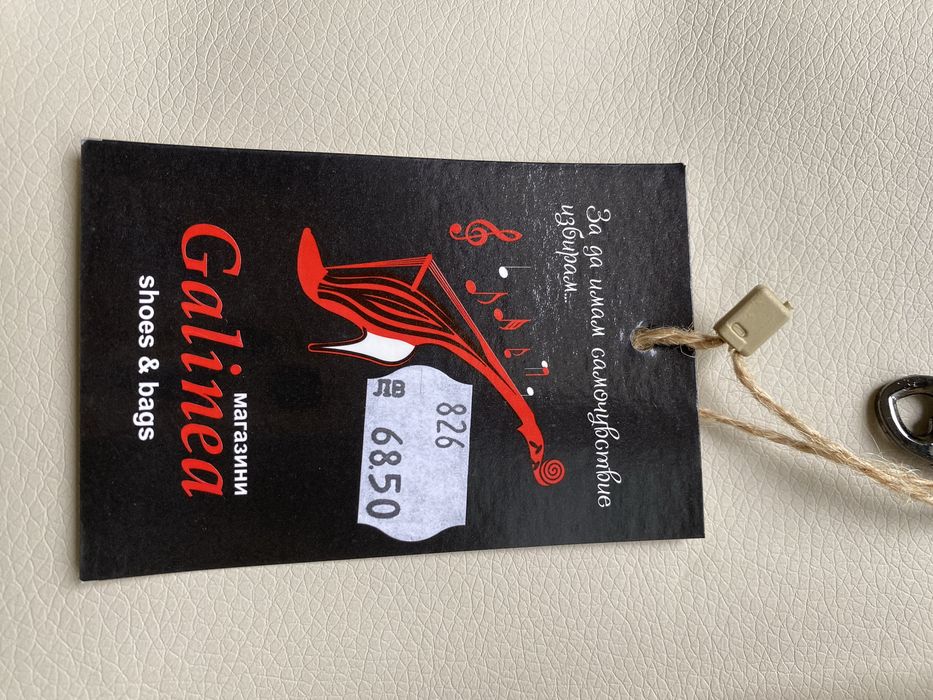 За да имам самочувствие
избирам...
826
ЛВ 68.50
магазини
Galinea
shoes & bags